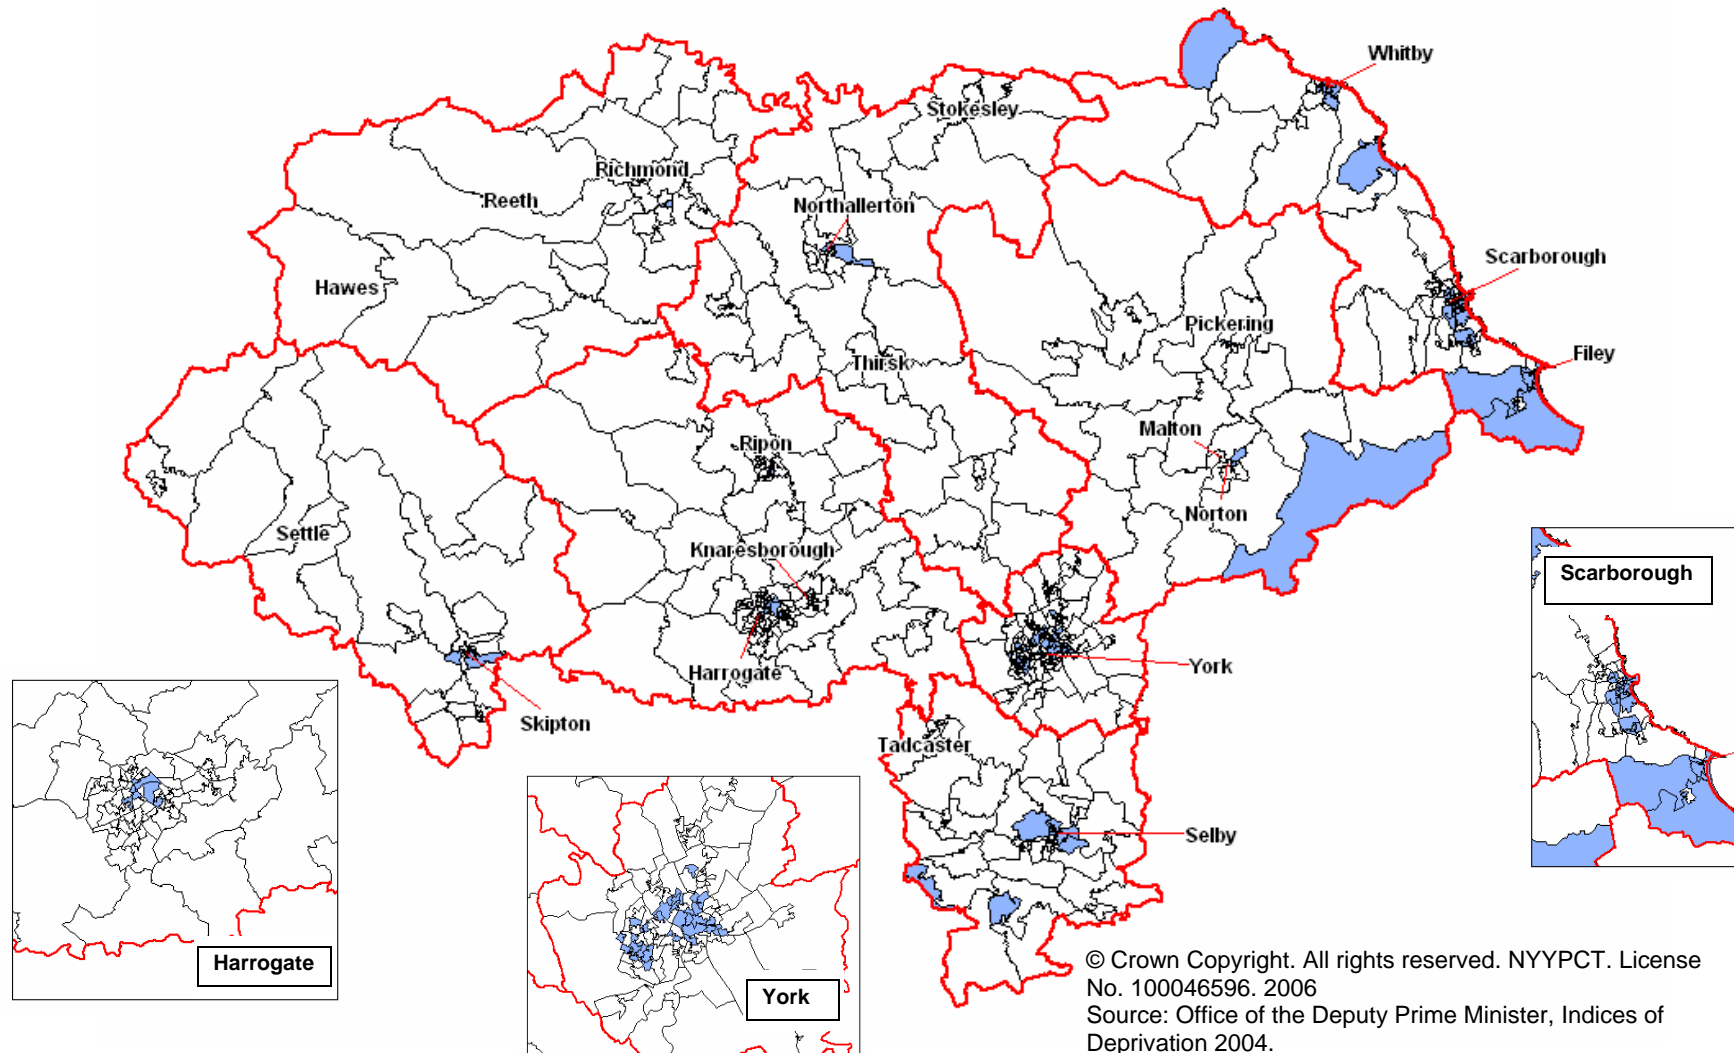 Whitby
Stokesley
Richmond
Reeth
Northallerton
Scarborough
Hawes
Pickering
Filey
Thirsk
Malton
Ripon
Norton
Settle
Knaresborough
Scarborough
York
Harrogate
Skipton
Tadcaster
Selby
Harrogate
York
© Crown Copyright. All rights reserved. NYYPCT. License
No. 100046596. 2006
Source: Office of the Deputy Prime Minister, Indices of
Deprivation 2004.